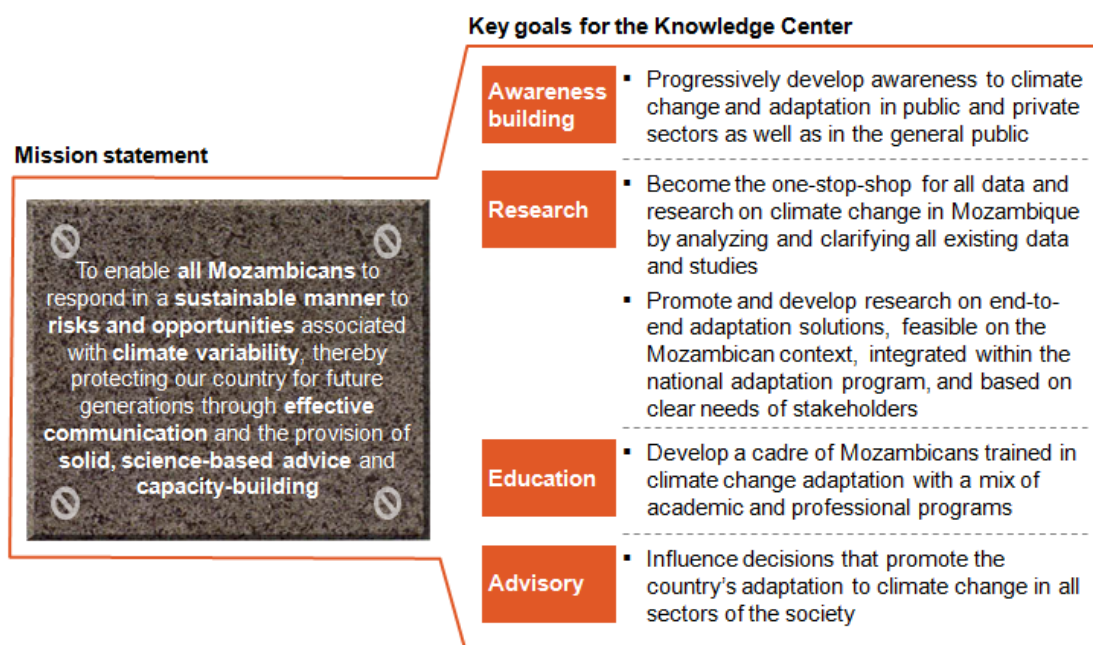 Key goals for the Knowledge Center
Mission statement
To enable all Mozambicans to
respond in a sustainable manner to
risks and opportunities associated
with climate variability, thereby
protecting our country for future
generations through effective
communication and the provision of
solid, science-based advice and
capacity-building
Awareness
building
▪ Progressively develop awareness to climate
change and adaptation in public and private
sectors as well as in the general public
Research
▪ Become the one-stop-shop for all data and
research on climate change in Mozambique
by analyzing and clarifying all existing data
and studies
▪ Promote and develop research on end-to-
end adaptation solutions, feasible on the
Mozambican context, integrated within the
national adaptation program, and based on
clear needs of stakeholders
Education
▪ Develop a cadre of Mozambicans trained in
climate change adaptation with a mix of
academic and professional programs
Advisory
▪ Influence decisions that promote the
country's adaptation to climate change in all
sectors of the society